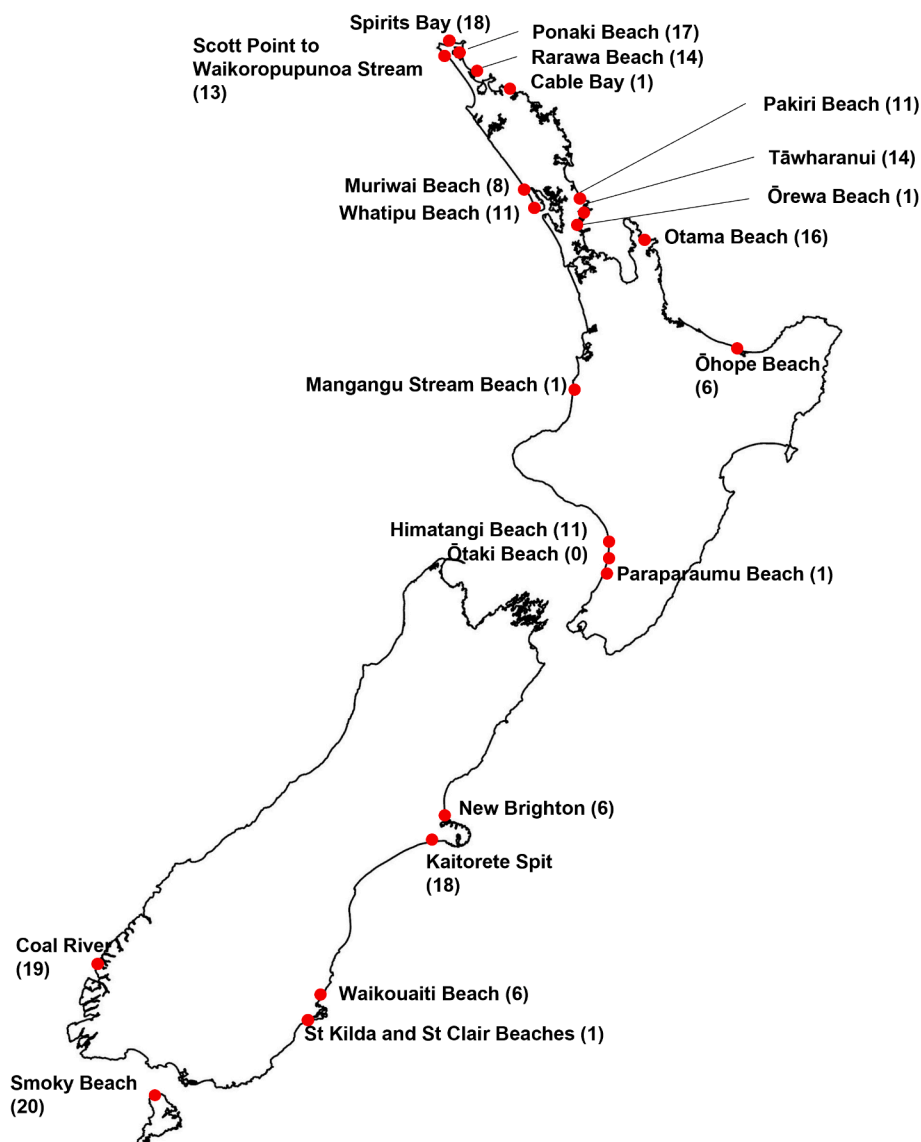 Spirits Bay (18)
Ponaki Beach (17)
Scott Point to
Waikoropupunoa Stream
(13)
Rarawa Beach (14)
Cable Bay (1)
Pakiri Beach (11)
Tāwharanui (14)
Muriwai Beach (8)
Ōrewa Beach (1)
Whatipu Beach (11)
Otama Beach (16)
Ōhope Beach
(6)
Mangangu Stream Beach (1)
Himatangi Beach (11)
Ōtaki Beach (0)
Paraparaumu Beach (1)
New Brighton (6)
Kaitorete Spit
(18)
Coal River
(19)
Waikouaiti Beach (6)
St Kilda and St Clair Beaches (1)
Smoky Beach
(20)